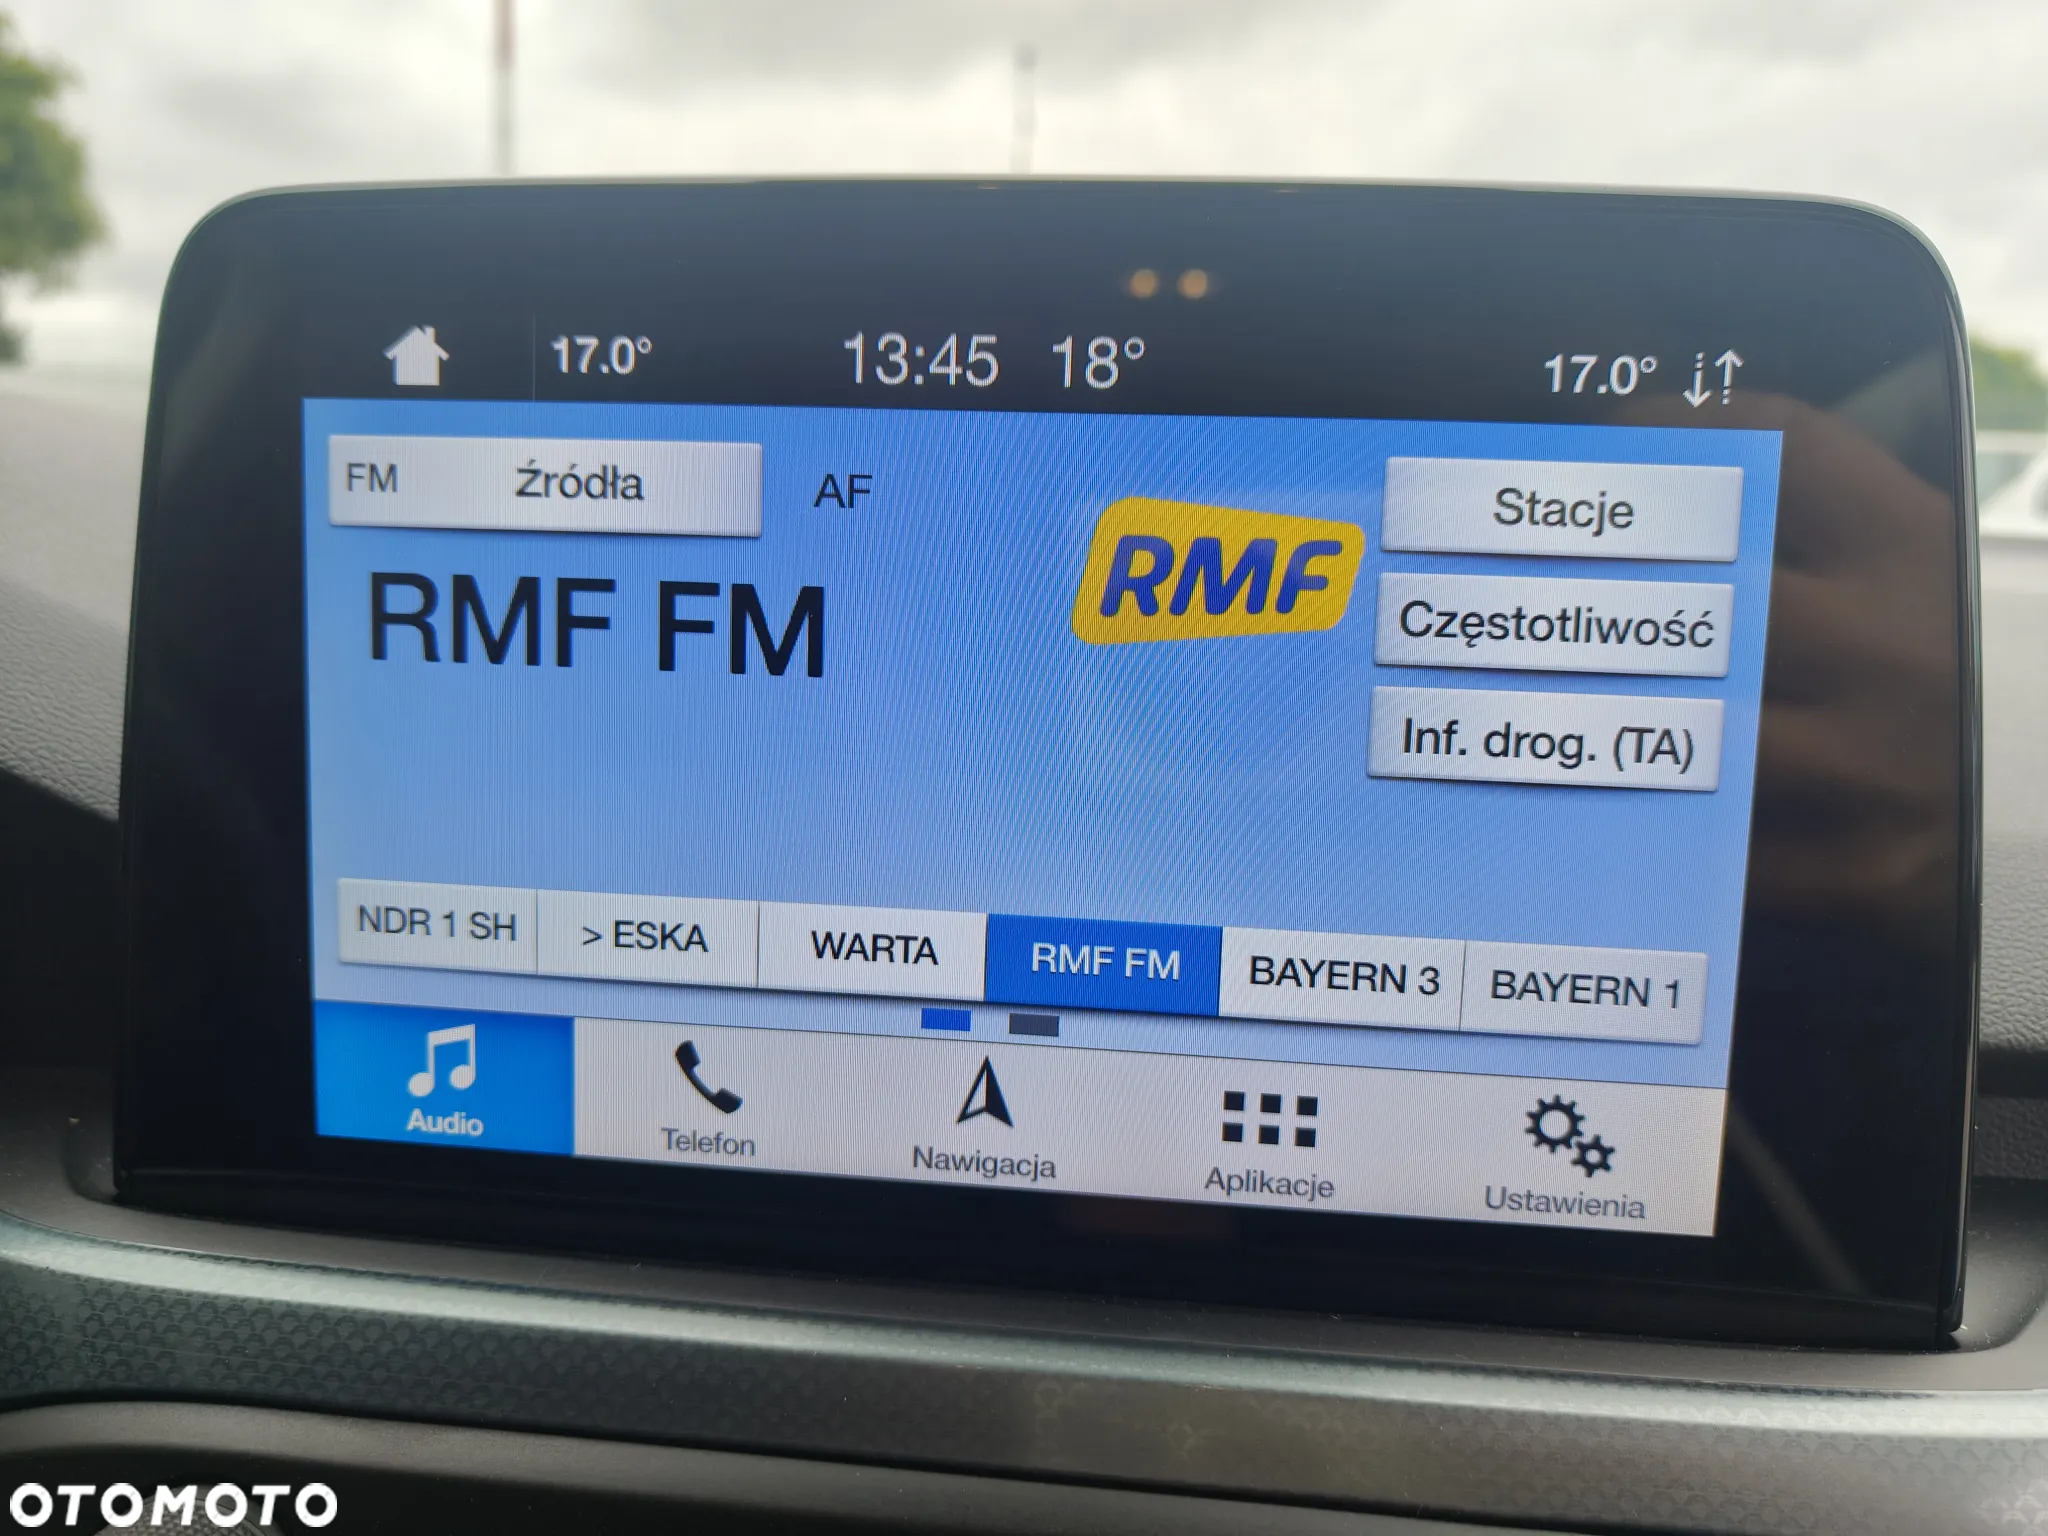 17.0° 13:45 18° 17.0°
FM Źródła AF Stacje
RMF
RMF FM
Częstotliwość
Inf. drog. (TA)
NDR 1 SH > ESKA WARTA RMF FM BAYERN 3 BAYERN 1
Audio Telefon Nawigacja Aplikacje Ustawienia
OTOMOTO